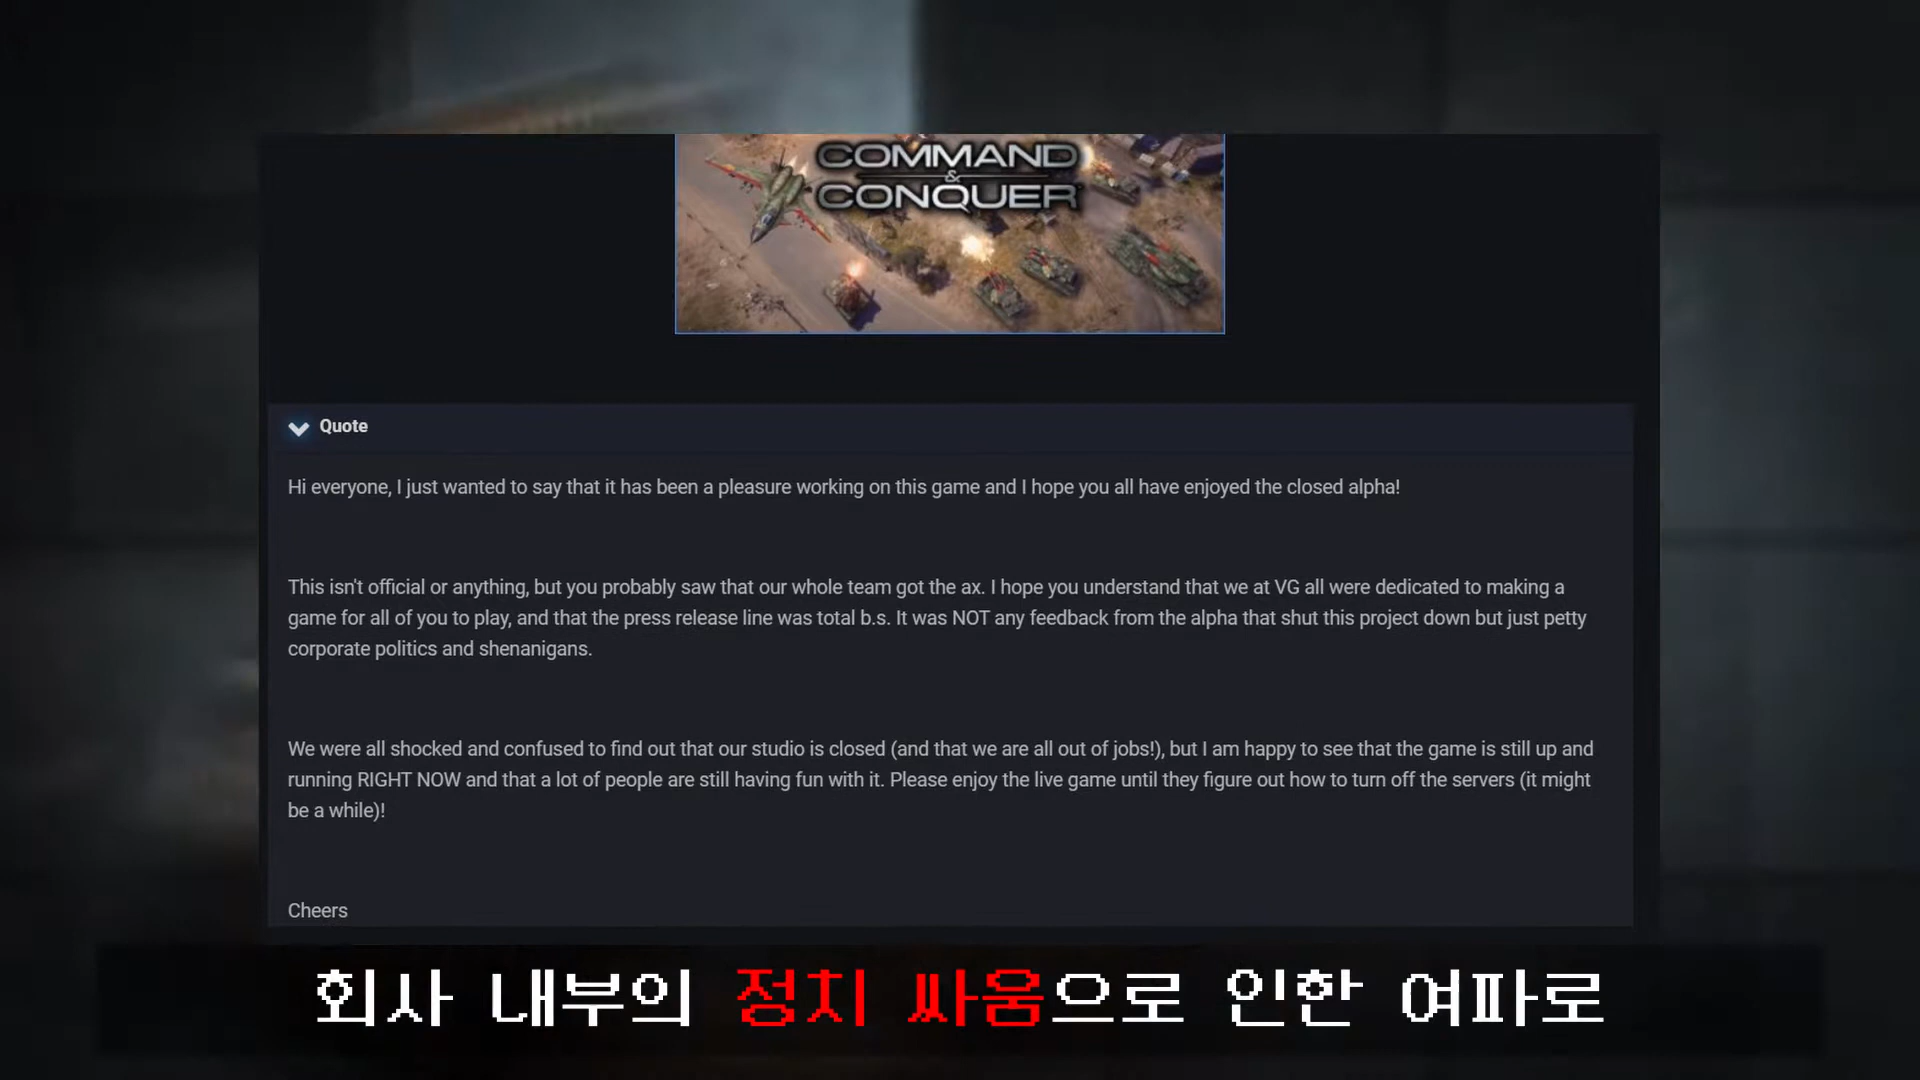 COMMAND
&
CONQUER
Quote
Hi everyone, I just wanted to say that it has been a pleasure working on this game and I hope you all have enjoyed the closed alpha!
This isn't official or anything, but you probably saw that our whole team got the ax. I hope you understand that we at VG all were dedicated to making a
game for all of you to play, and that the press release line was total b.s. It was NOT any feedback from the alpha that shut this project down but just petty
corporate politics and shenanigans.
We were all shocked and confused to find out that our studio is closed (and that we are all out of jobs!), but I am happy to see that the game is still up and
running RIGHT NOW and that a lot of people are still having fun with it. Please enjoy the live game until they figure out how to turn off the servers (it might
be a while)!
Cheers
회사 내부의 정치 싸움으로 인한 여파로